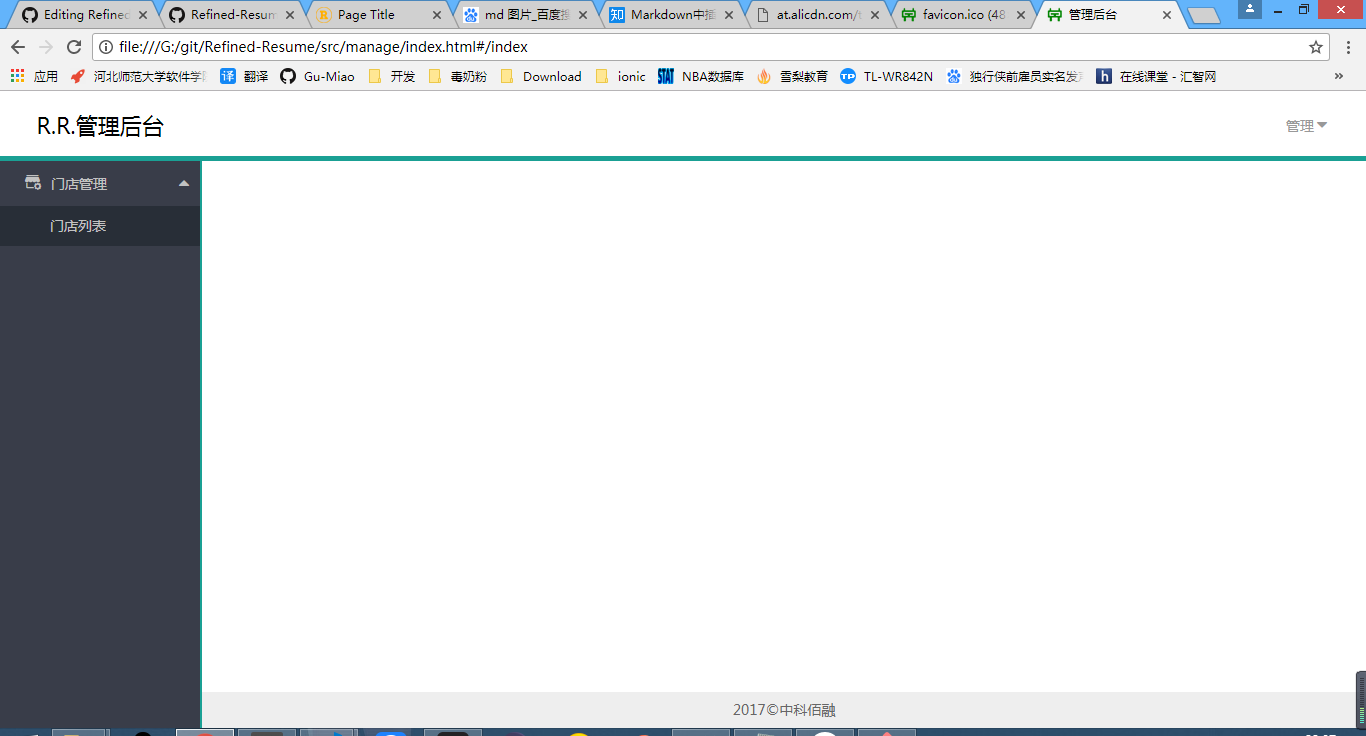 Editing Refined
Refined-Resum
Page Title
md 图片_百度搜
Markdown中插
at.alicdn.com/t
favicon.ico (48
管理后台
file:///G:/git/Refined-Resume/src/manage/index.html#/index
应用
河北师范大学软件学
译 翻译
Gu-Miao
开发
毒奶粉
Download
ionic
STAT NBA数据库
雪梨教育
TP TL-WR842N
独行侠前雇员实名发
h 在线课堂 - 汇智网
»
R.R.管理后台
管理
门店管理
门店列表
2017©中科佰融